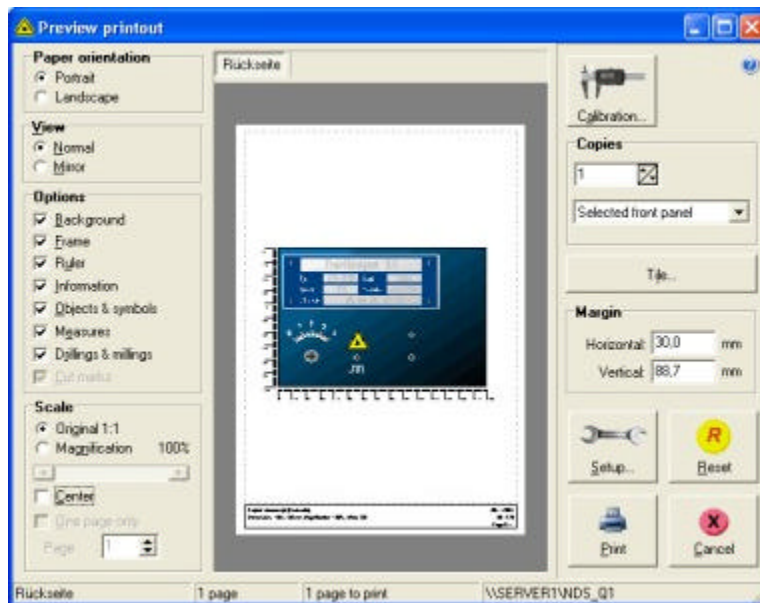 Preview printout
Paper orientation
Portrait
Landscape
View
Normal
Mirror
Options
Background
Frame
Ruler
Information
Objects & symbols
Measures
Drillings & millings
Cut marks
Scale
Original 1:1
Magnification 100%
Center
One page only
Page 1
Rückseite
Calibration...
Copies
1
Selected front panel
Tile...
Margin
Horizontal: 30,0 mm
Vertical: 88,7 mm
Setup...
R
Reset
Print
X
Cancel
Rückseite 1 page 1 page to print \\SERVER1\NDS_Q1